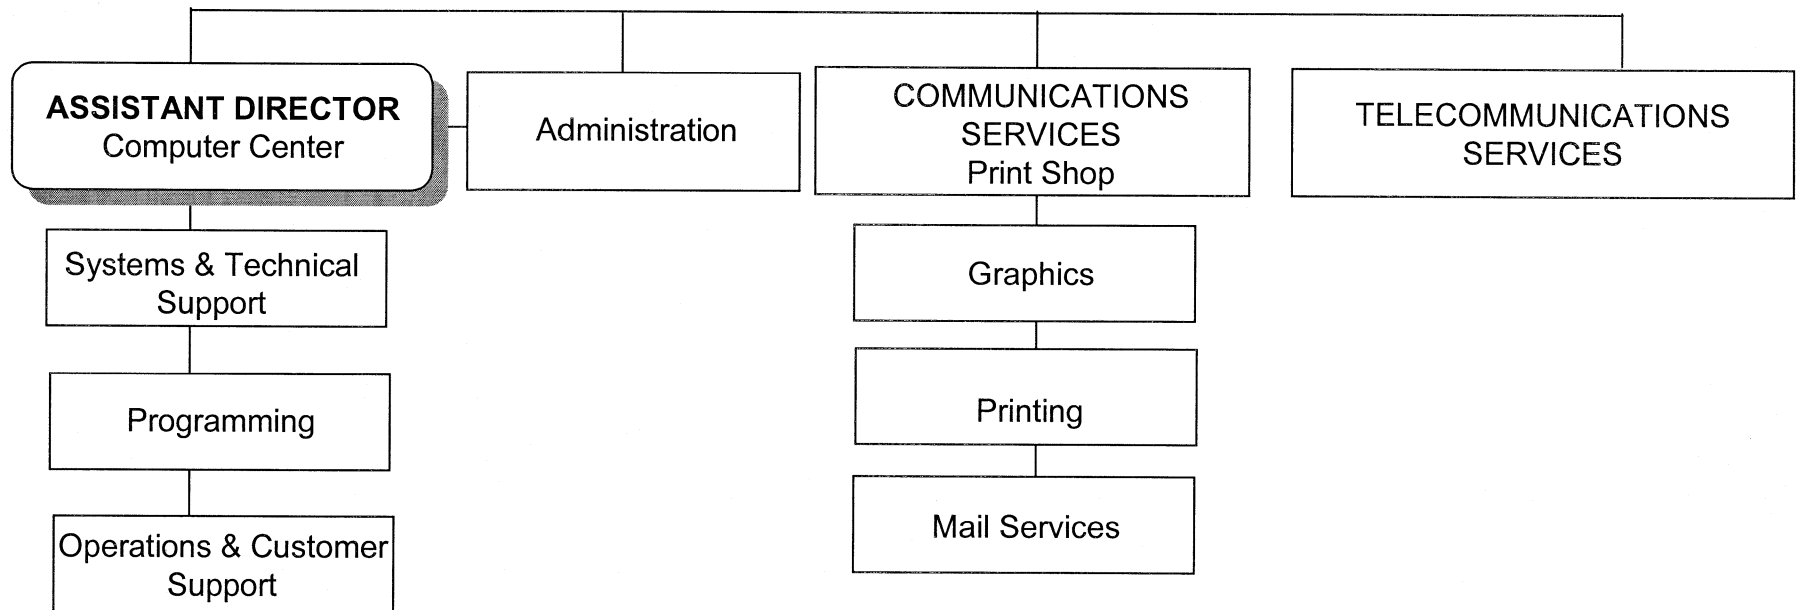 ASSISTANT DIRECTOR
Computer Center
Administration
COMMUNICATIONS
SERVICES
Print Shop
TELECOMMUNICATIONS
SERVICES
Systems & Technical
Support
Graphics
Programming
Printing
Operations & Customer
Support
Mail Services